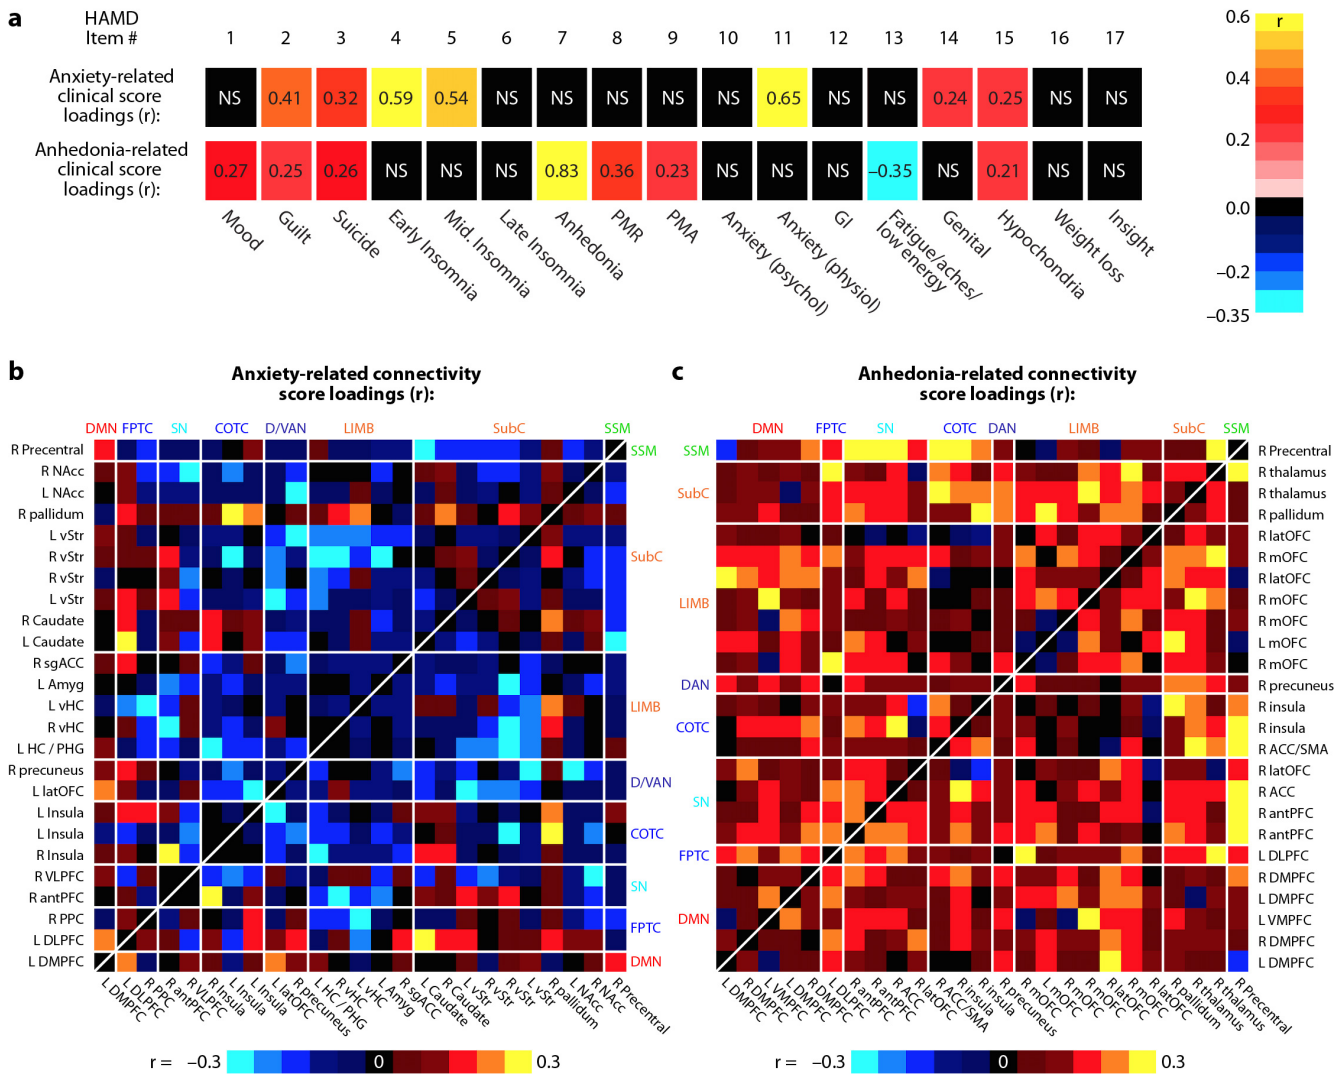 a
HAMD
Item #
1 2 3 4 5 6 7 8 9 10 11 12 13 14 15 16 17
Anxiety-related
clinical score
loadings (r):
NS 0.41 0.32 0.59 0.54 NS NS NS NS NS 0.65 NS NS 0.24 0.25 NS NS
Anhedonia-related
clinical score
loadings (r):
0.27 0.25 0.26 NS NS NS 0.83 0.36 0.23 NS NS NS –0.35 NS 0.21 NS NS
Mood
Guilt
Suicide
Early Insomnia
Mid. Insomnia
Late Insomnia
Anhedonia
PMR
PMA
Anxiety (psychol)
Anxiety (physiol)
GI
Fatigue/aches/
low energy
Genital
Hypochondria
Weight loss
Insight
r
0.6
0.4
0.2
0.0
–0.2
–0.35
b
Anxiety-related connectivity
score loadings (r):
DMN FPTC SN COTC D/VAN LIMB SubC SSM
R Precentral
R NAcc
L NAcc
R pallidum
L vStr
R vStr
R vStr
L vStr
R Caudate
L Caudate
R sgACC
L Amyg
L vHC
R vHC
L HC / PHG
R precuneus
L latOFC
L Insula
L Insula
R Insula
R VLPFC
R antPFC
R PPC
L DLPFC
L DMPFC
SSM
SubC
LIMB
D/VAN
COTC
SN
FPTC
DMN
L DMPFC
L DLPFC
R PPC
R antPFC
R VLPFC
R Insula
L Insula
L Insula
L latOFC
R precuneus
L HC / PHG
R vHC
L vHC
L Amyg
R sgACC
L Caudate
R Caudate
L vStr
R vStr
R vStr
L vStr
R pallidum
L NAcc
R NAcc
R Precentral
r = –0.3 0 0.3
c
Anhedonia-related connectivity
score loadings (r):
DMN FPTC SN COTC DAN LIMB SubC SSM
SSM
SubC
LIMB
DAN
COTC
SN
FPTC
DMN
R Precentral
R thalamus
R thalamus
R pallidum
R latOFC
R mOFC
R latOFC
R mOFC
R mOFC
L mOFC
R mOFC
R precuneus
R insula
R insula
R ACC/SMA
R latOFC
R ACC
R antPFC
R antPFC
L DLPFC
R DMPFC
L DMPFC
L VMPFC
R DMPFC
L DMPFC
L DMPFC
R DMPFC
L VMPFC
L DMPFC
R DMPFC
L DLPFC
R antPFC
R antPFC
R ACC
R latOFC
R ACC/SMA
R insula
R insula
R precuneus
R mOFC
L mOFC
R mOFC
R mOFC
R latOFC
R mOFC
R latOFC
R pallidum
R thalamus
R thalamus
R Precentral
r = –0.3 0 0.3